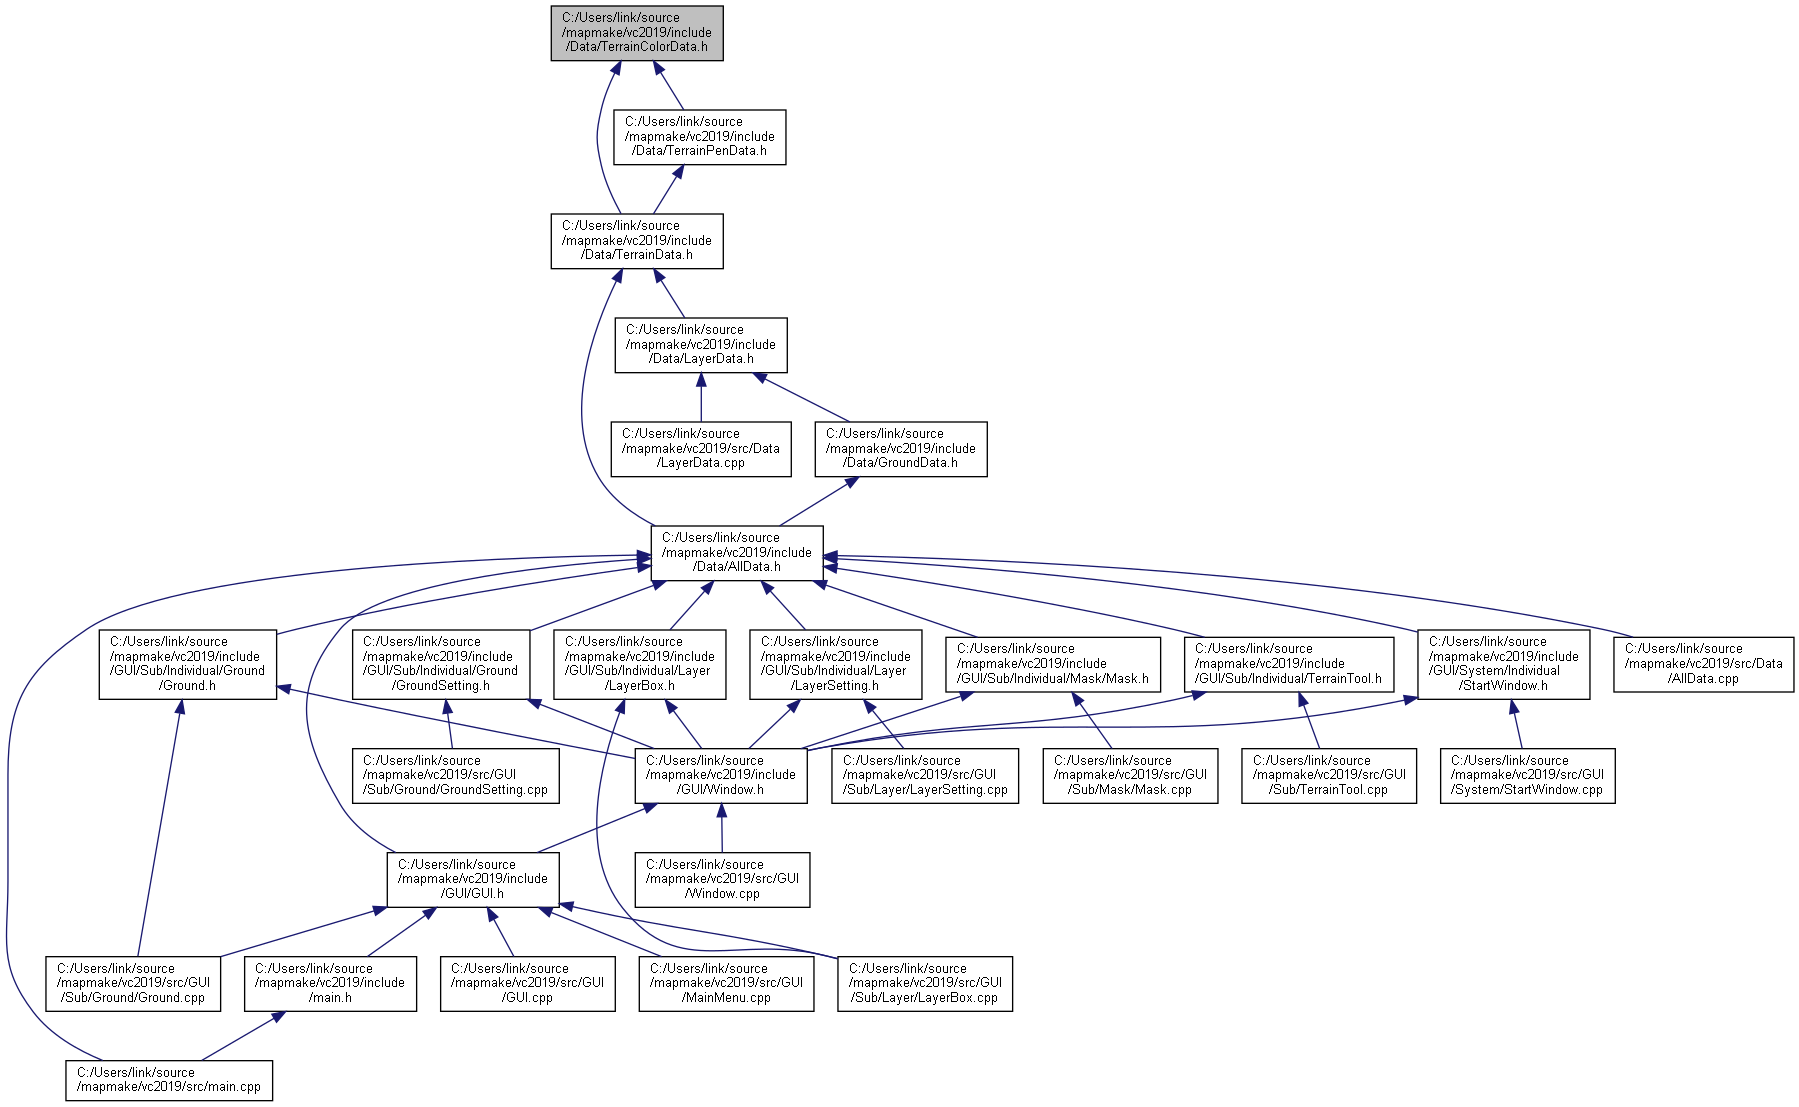 C:/Users/link/source
/mapmake/vc2019/include
/Data/TerrainColorData.h
C:/Users/link/source
/mapmake/vc2019/include
/Data/TerrainPenData.h
C:/Users/link/source
/mapmake/vc2019/include
/Data/TerrainData.h
C:/Users/link/source
/mapmake/vc2019/include
/Data/LayerData.h
C:/Users/link/source
/mapmake/vc2019/src/Data
/LayerData.cpp
C:/Users/link/source
/mapmake/vc2019/include
/Data/GroundData.h
C:/Users/link/source
/mapmake/vc2019/include
/Data/AllData.h
C:/Users/link/source
/mapmake/vc2019/include
/GUI/Sub/Individual/Ground
/Ground.h
C:/Users/link/source
/mapmake/vc2019/include
/GUI/Sub/Individual/Ground
/GroundSetting.h
C:/Users/link/source
/mapmake/vc2019/include
/GUI/Sub/Individual/Layer
/LayerBox.h
C:/Users/link/source
/mapmake/vc2019/include
/GUI/Sub/Individual/Layer
/LayerSetting.h
C:/Users/link/source
/mapmake/vc2019/include
/GUI/Sub/Individual/Mask/Mask.h
C:/Users/link/source
/mapmake/vc2019/include
/GUI/Sub/Individual/TerrainTool.h
C:/Users/link/source
/mapmake/vc2019/include
/GUI/System/Individual
/StartWindow.h
C:/Users/link/source
/mapmake/vc2019/src/Data
/AllData.cpp
C:/Users/link/source
/mapmake/vc2019/src/GUI
/Sub/Ground/GroundSetting.cpp
C:/Users/link/source
/mapmake/vc2019/include
/GUI/Window.h
C:/Users/link/source
/mapmake/vc2019/src/GUI
/Sub/Layer/LayerSetting.cpp
C:/Users/link/source
/mapmake/vc2019/src/GUI
/Sub/Mask/Mask.cpp
C:/Users/link/source
/mapmake/vc2019/src/GUI
/Sub/TerrainTool.cpp
C:/Users/link/source
/mapmake/vc2019/src/GUI
/System/StartWindow.cpp
C:/Users/link/source
/mapmake/vc2019/include
/GUI/GUI.h
C:/Users/link/source
/mapmake/vc2019/src/GUI
/Window.cpp
C:/Users/link/source
/mapmake/vc2019/src/GUI
/Sub/Ground/Ground.cpp
C:/Users/link/source
/mapmake/vc2019/include
/main.h
C:/Users/link/source
/mapmake/vc2019/src/GUI
/GUI.cpp
C:/Users/link/source
/mapmake/vc2019/src/GUI
/MainMenu.cpp
C:/Users/link/source
/mapmake/vc2019/src/GUI
/Sub/Layer/LayerBox.cpp
C:/Users/link/source
/mapmake/vc2019/src/main.cpp